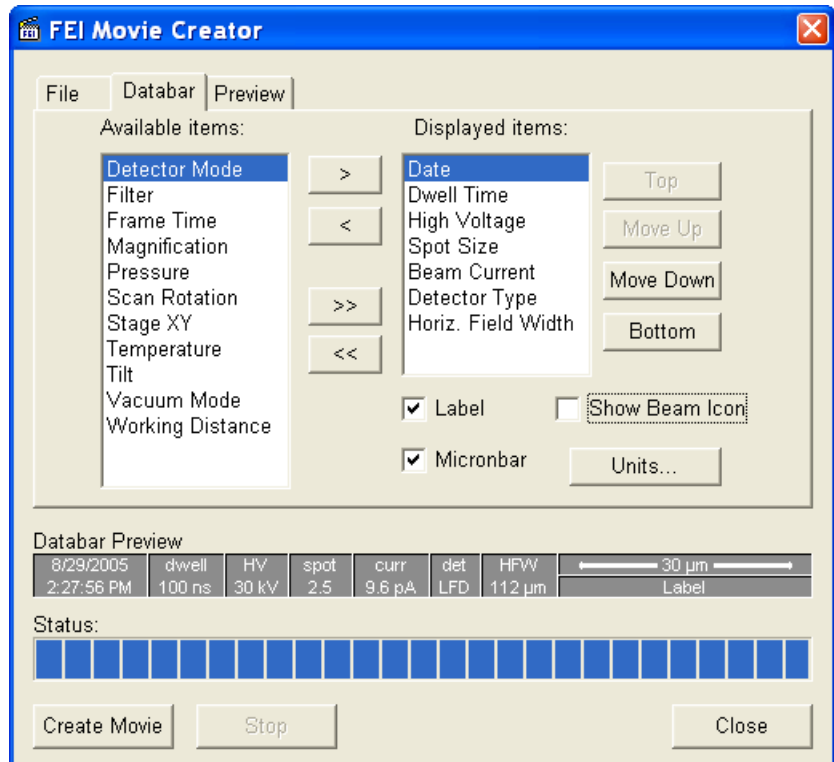 FEI Movie Creator
File
Databar
Preview
Available items:
Detector Mode
Filter
Frame Time
Magnification
Pressure
Scan Rotation
Stage XY
Temperature
Tilt
Vacuum Mode
Working Distance
>
<
>>
<<
Displayed items:
Date
Dwell Time
High Voltage
Spot Size
Beam Current
Detector Type
Horiz. Field Width
Top
Move Up
Move Down
Bottom
Label
Show Beam Icon
Micronbar
Units...
Databar Preview
8/29/2005 dwell HV spot curr det HFW 30 µm
2:27:56 PM 100 ns 30 kV 2.5 9.6 pA LFD 112 µm Label
Status:
Create Movie
Stop
Close